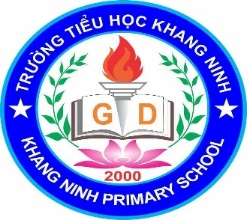 TRƯỜNG TIỂU HỌC KHANG NINH
G D
2000
KHANG NINH PRIMARY SCHOOL